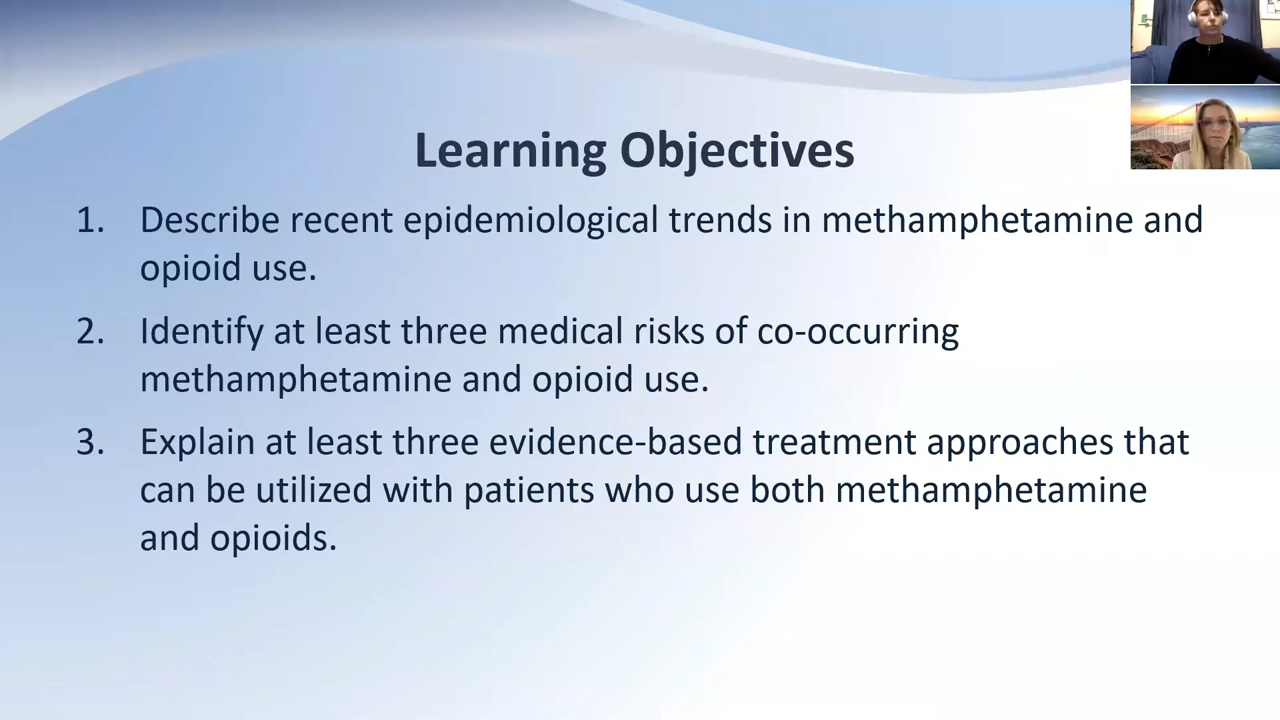 Learning Objectives
1. Describe recent epidemiological trends in methamphetamine and
opioid use.
2. Identify at least three medical risks of co-occurring
methamphetamine and opioid use.
3. Explain at least three evidence-based treatment approaches that
can be utilized with patients who use both methamphetamine
and opioids.